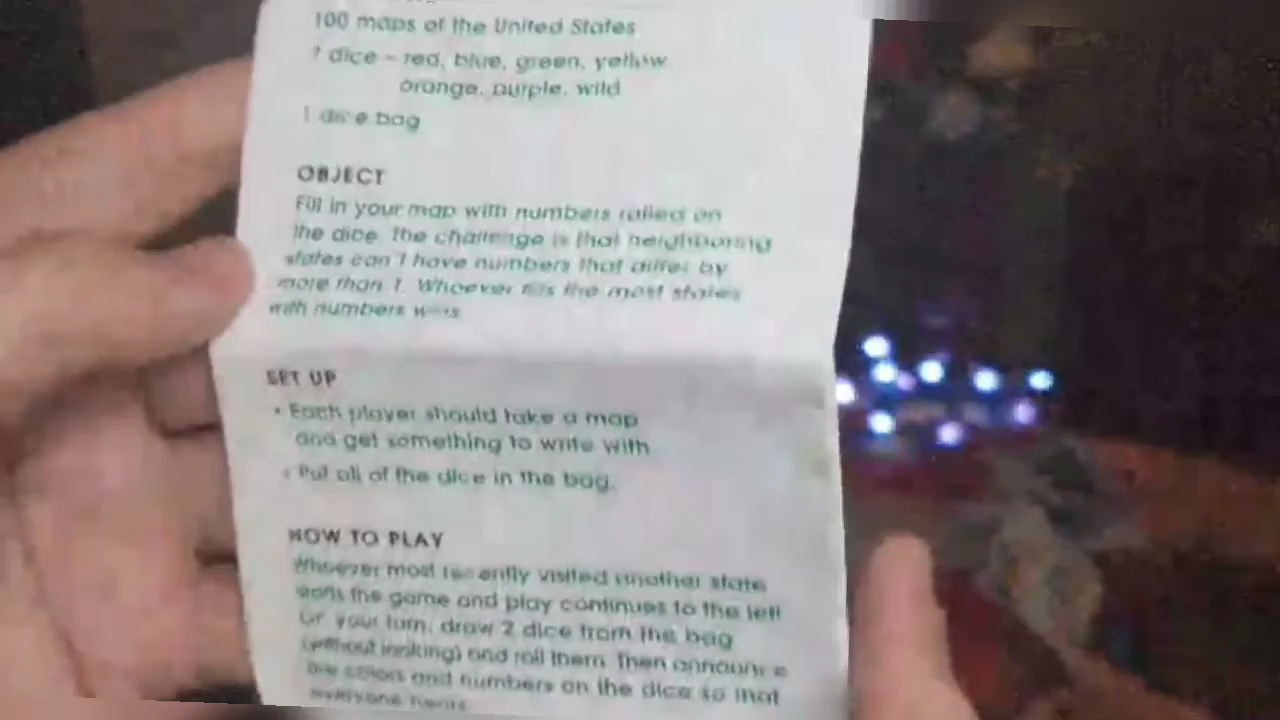 100 maps of the United States
7 dice – red, blue, green, yellow
orange, purple, wild
1 dice bag
OBJECT
Fill in your map with numbers rolled on
the dice. The challenge is that neighboring
states can't have numbers that differ by
more than 1. Whoever fills the most states
with numbers wins
SET UP
• Each player should take a map
and get something to write with
• Put all of the dice in the bag.
HOW TO PLAY
Whoever most recently visited another state
starts the game and play continues to the left
On your turn, draw 2 dice from the bag
(without looking) and roll them. Then announce
the colors and numbers on the dice so that
everyone hears